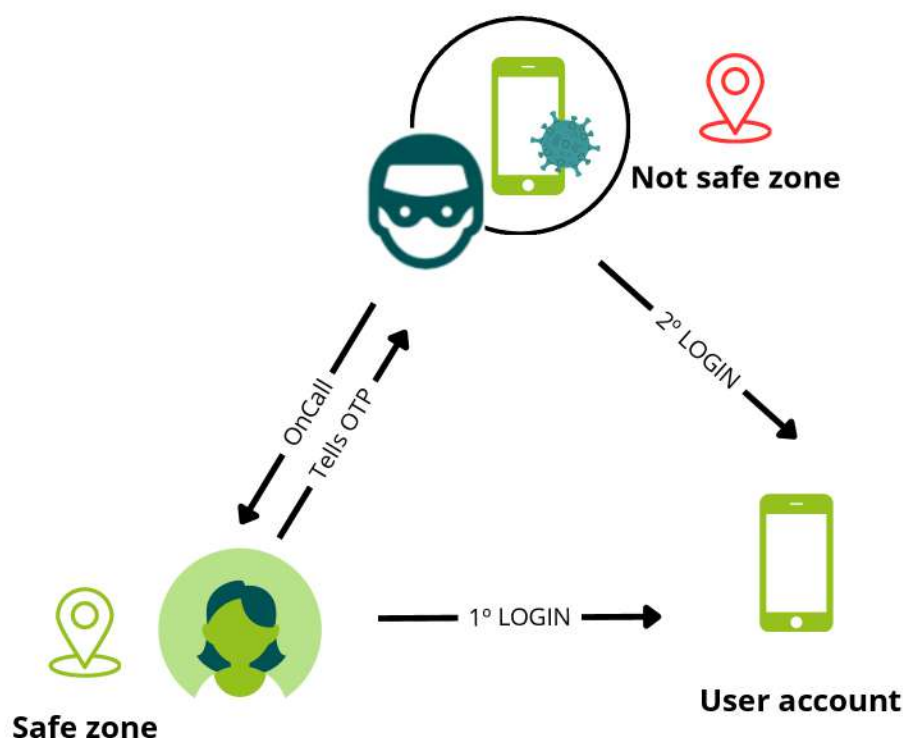 Not safe zone
2º LOGIN
OnCall
Tells OTP
1º LOGIN
User account
Safe zone